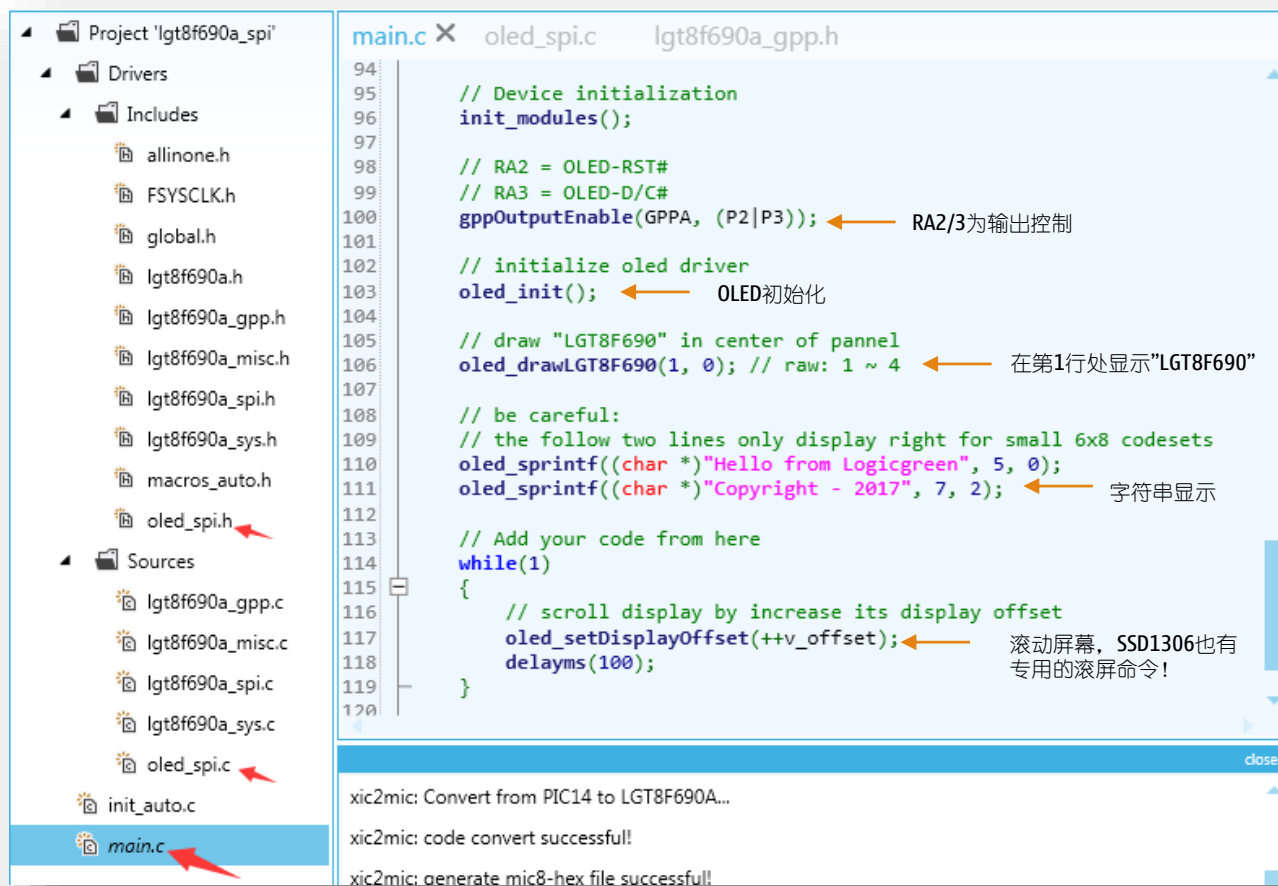 Project 'lgt8f690a_spi'
Drivers
Includes
allinone.h
FSYSCLK.h
global.h
lgt8f690a.h
lgt8f690a_gpp.h
lgt8f690a_misc.h
lgt8f690a_spi.h
lgt8f690a_sys.h
macros_auto.h
oled_spi.h
Sources
lgt8f690a_gpp.c
lgt8f690a_misc.c
lgt8f690a_spi.c
lgt8f690a_sys.c
oled_spi.c
init_auto.c
main.c
main.c oled_spi.c lgt8f690a_gpp.h
94
95 // Device initialization
96 init_modules();
97
98 // RA2 = OLED-RST#
99 // RA3 = OLED-D/C#
100 gppOutputEnable(GPPA, (P2|P3)); RA2/3为输出控制
101
102 // initialize oled driver
103 oled_init(); OLED初始化
104
105 // draw "LGT8F690" in center of pannel
106 oled_drawLGT8F690(1, 0); // raw: 1 ~ 4 在第1行处显示”LGT8F690”
107
108 // be careful:
109 // the follow two lines only display right for small 6x8 codesets
110 oled_sprintf((char *)"Hello from Logicgreen", 5, 0);
111 oled_sprintf((char *)"Copyright - 2017", 7, 2); 字符串显示
112
113 // Add your code from here
114 while(1)
115 {
116 // scroll display by increase its display offset
117 oled_setDisplayOffset(++v_offset); 滚动屏幕，SSD1306也有
118 delayms(100); 专用的滚屏命令！
119 }
120
close
xic2mic: Convert from PIC14 to LGT8F690A...
xic2mic: code convert successful!
xic2mic: generate mic8-hex file successful!